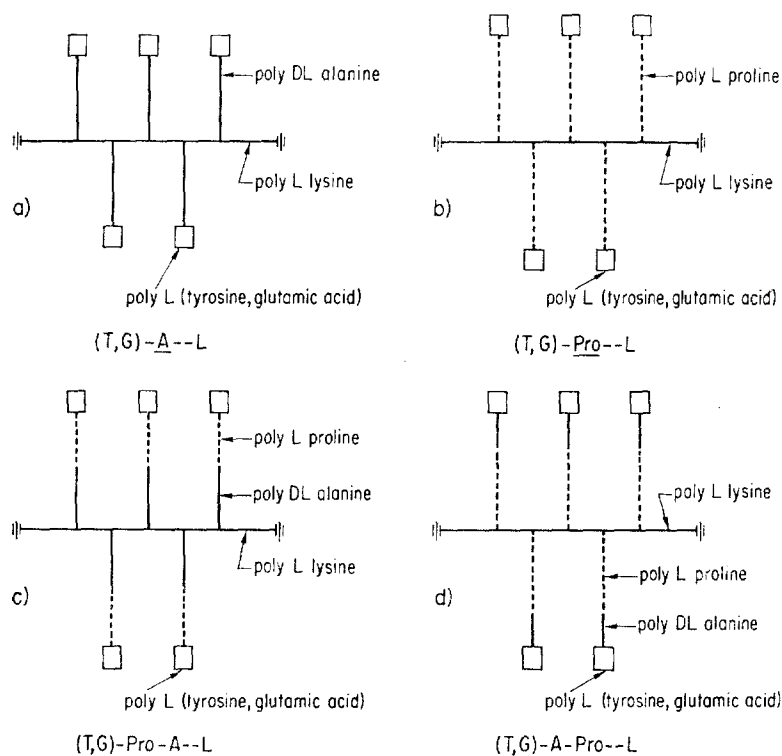 poly DL alanine
poly L lysine
a)
poly L (tyrosine, glutamic acid)
(T,G)-A--L
poly L proline
poly L lysine
b)
poly L (tyrosine, glutamic acid)
(T,G)-Pro--L
poly L proline
poly DL alanine
poly L lysine
c)
poly L (tyrosine, glutamic acid)
(T,G)-Pro-A--L
poly L lysine
poly L proline
d)
poly DL alanine
poly L (tyrosine, glutamic acid)
(T,G)-A-Pro--L